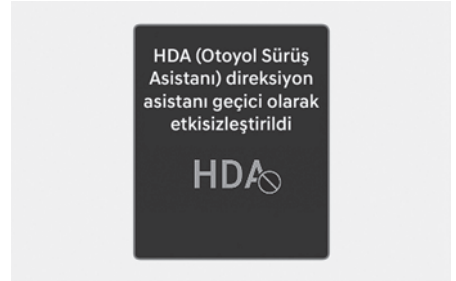 HDA (Otoyol Sürüş
Asistanı) direksiyon
asistanı geçici olarak
etkisizleştirildi
HDA